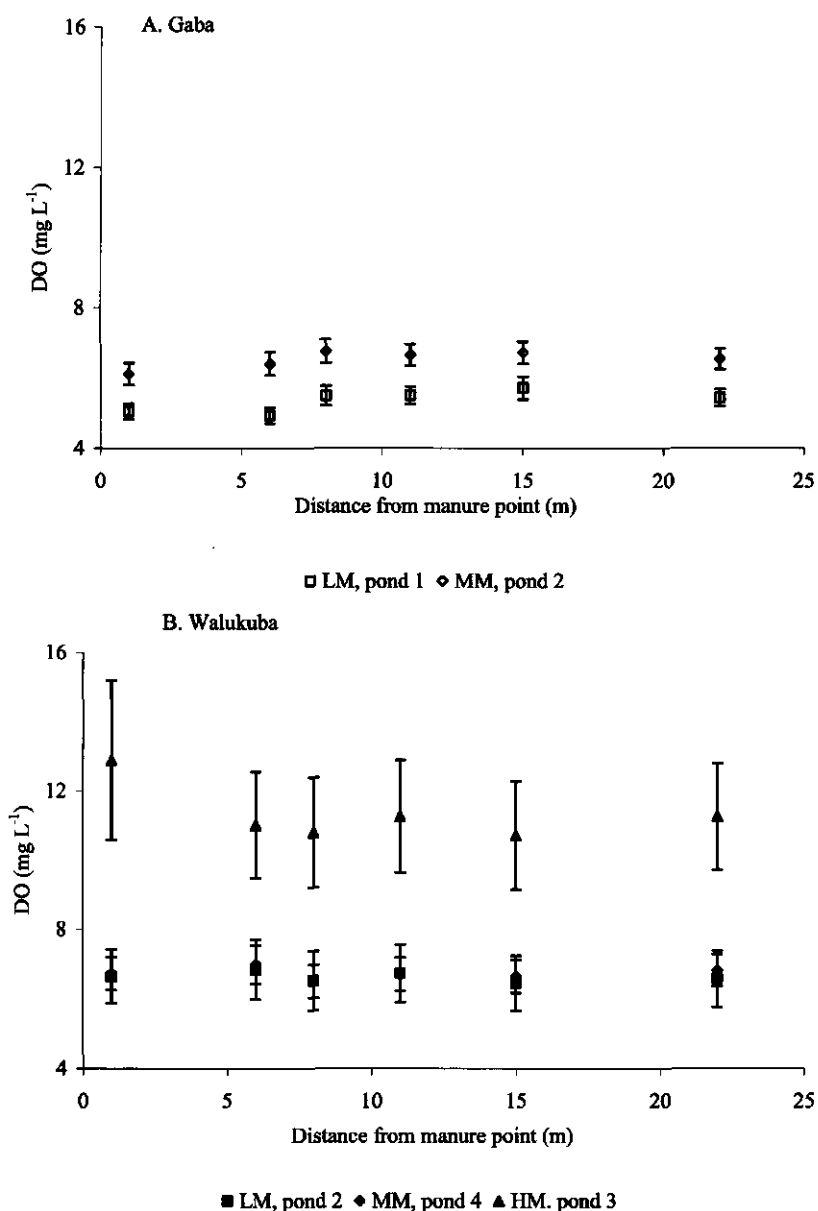 A. Gaba
16
12
8
4
DO (mg L⁻¹)
0 5 10 15 20 25
Distance from manure point (m)
□ LM, pond 1 ◇ MM, pond 2
B. Walukuba
16
12
8
4
DO (mg L⁻¹)
0 5 10 15 20 25
Distance from manure point (m)
■ LM, pond 2 ◆ MM, pond 4 ▲ HM. pond 3